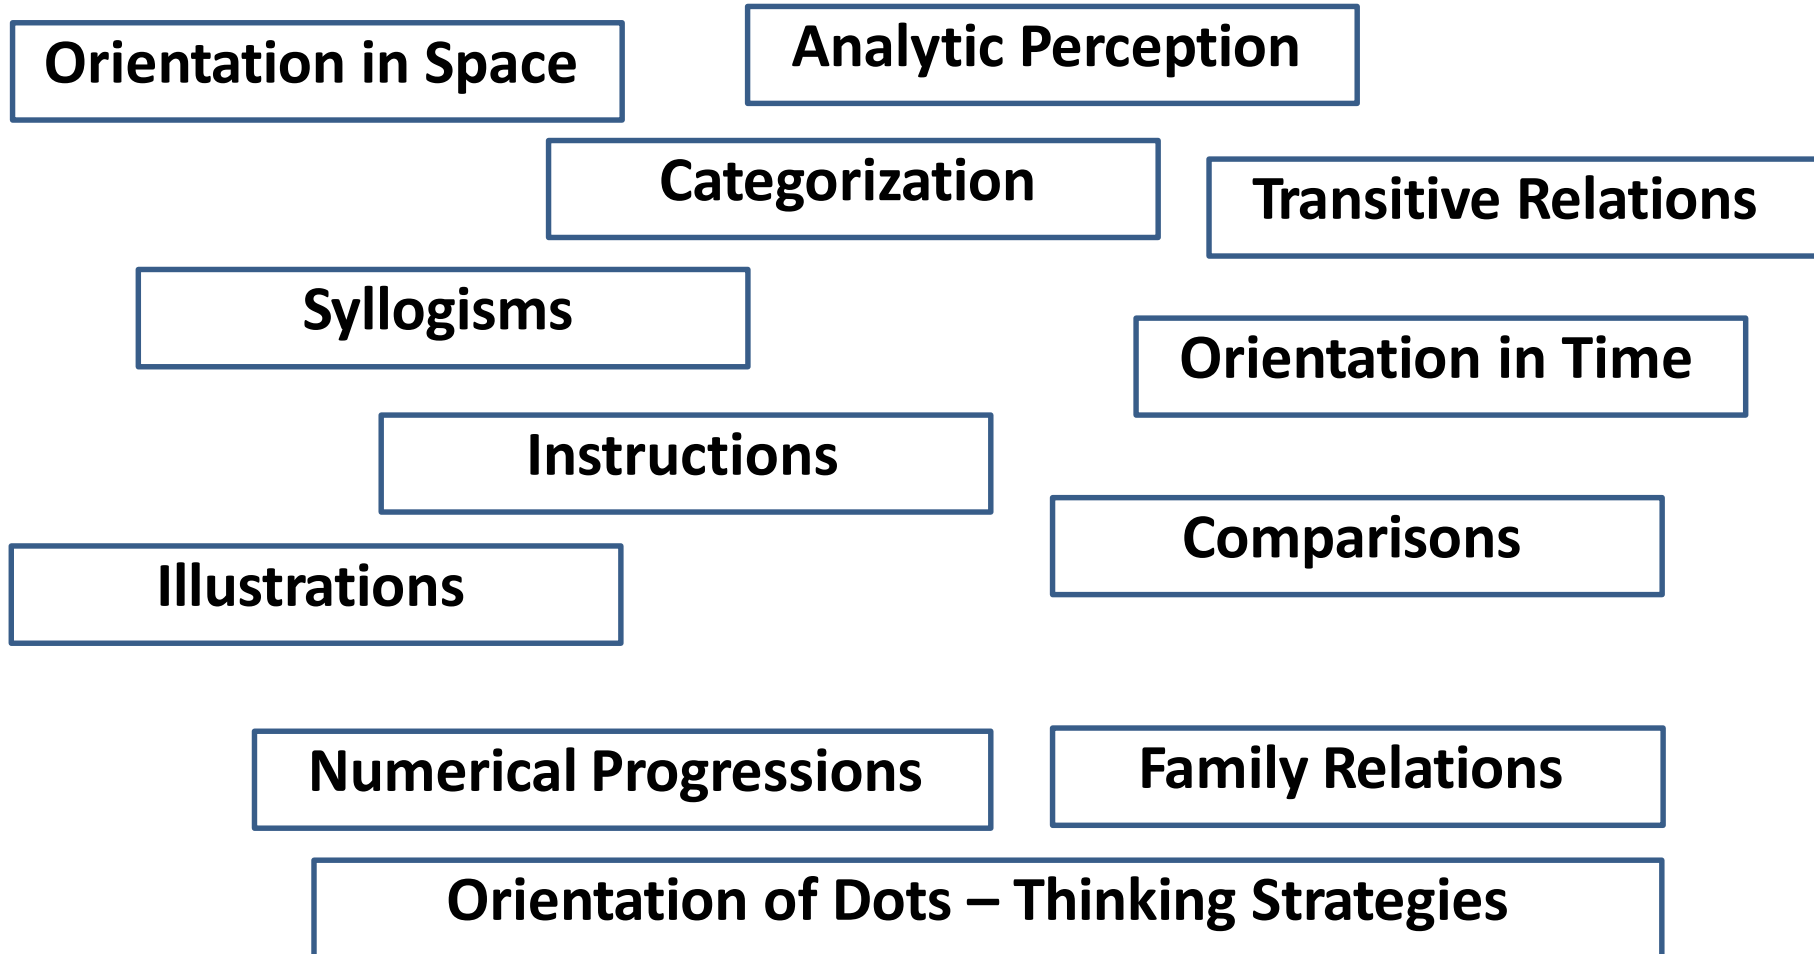 Orientation in Space
Analytic Perception
Categorization
Transitive Relations
Syllogisms
Orientation in Time
Instructions
Comparisons
Illustrations
Numerical Progressions
Family Relations
Orientation of Dots – Thinking Strategies